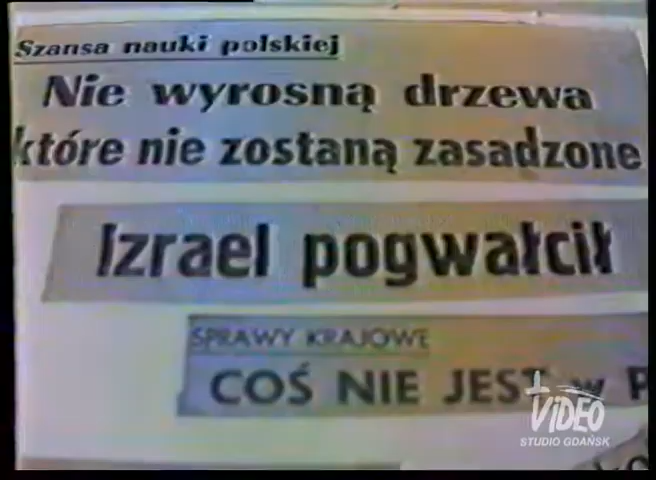 Szansa nauki polskiej
Nie wyrosną drzewa
które nie zostaną zasadzone
Izrael pogwałcił
SPRAWY KRAJOWE
COŚ NIE JEST w P
VIDEO
STUDIO GDAŃSK